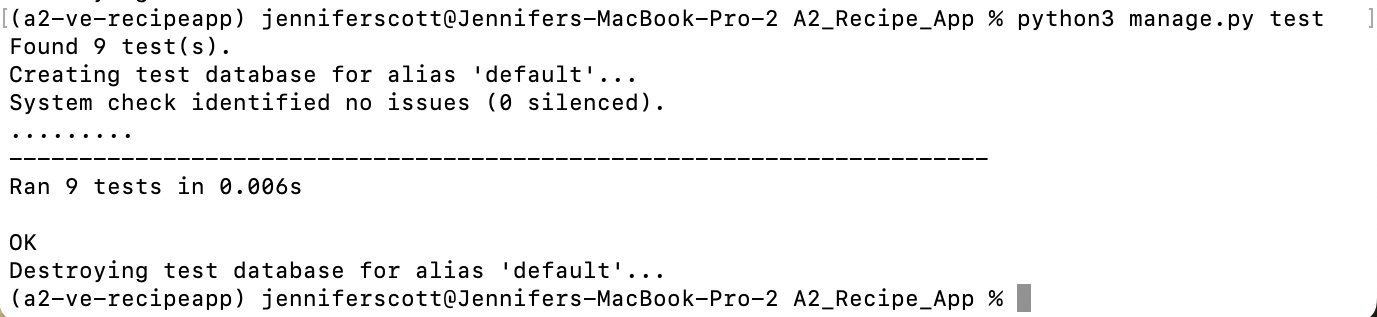 [(a2-ve-recipeapp) jenniferscott@Jennifers-MacBook-Pro-2 A2_Recipe_App % python3 manage.py test ]
Found 9 test(s).
Creating test database for alias 'default'...
System check identified no issues (0 silenced).
.........
----------------------------------------------------------------------
Ran 9 tests in 0.006s
OK
Destroying test database for alias 'default'...
(a2-ve-recipeapp) jenniferscott@Jennifers-MacBook-Pro-2 A2_Recipe_App %